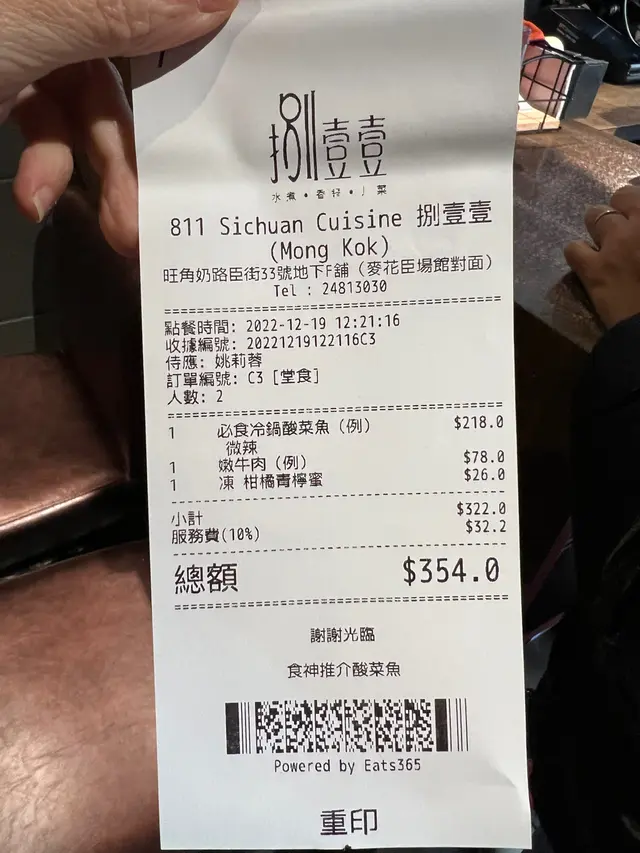 捌壹壹
水煮•香锅•小菜
811 Sichuan Cuisine 捌壹壹
(Mong Kok)
旺角奶路臣街33號地下F舖（麥花臣場館對面）
Tel : 24813030
點餐時間: 2022-12-19 12:21:16
收據編號: 20221219122116C3
侍應: 姚莉蓉
訂單編號: C3 [堂食]
人數: 2
1 必食冷鍋酸菜魚（例） $218.0
微辣
1 嫩牛肉（例） $78.0
1 凍 柑橘青檸蜜 $26.0
小計 $322.0
服務費(10%) $32.2
總額 $354.0
謝謝光臨
食神推介酸菜魚
Powered by Eats365
重印